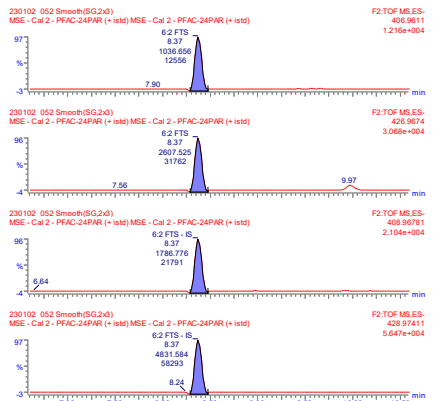 230102 052 Smooth(SG,2x3)
MSE - Cal 2 - PFAC-24PAR (+ istd) MSE - Cal 2 - PFAC-24PAR (+ istd)
F2:TOF MS,ES-
406.9611
1.216e+004
97
%
-3
6:2 FTS
8.37
1036.656
12556
7.90
min
230102 052 Smooth(SG,2x3)
MSE - Cal 2 - PFAC-24PAR (+ istd) MSE - Cal 2 - PFAC-24PAR (+ istd)
F2:TOF MS,ES-
426.9674
3.068e+004
96
%
-4
6:2 FTS
8.37
2607.525
31762
7.56
9.97
min
230102 052 Smooth(SG,2x3)
MSE - Cal 2 - PFAC-24PAR (+ istd) MSE - Cal 2 - PFAC-24PAR (+ istd)
F2:TOF MS,ES-
408.96781
2.104e+004
96
%
-4
6:2 FTS - IS
8.37
1786.776
21791
6.64
min
230102 052 Smooth(SG,2x3)
MSE - Cal 2 - PFAC-24PAR (+ istd) MSE - Cal 2 - PFAC-24PAR (+ istd)
F2:TOF MS,ES-
428.97411
5.647e+004
97
%
-3
6:2 FTS - IS
8.37
4831.584
58293
8.24
min